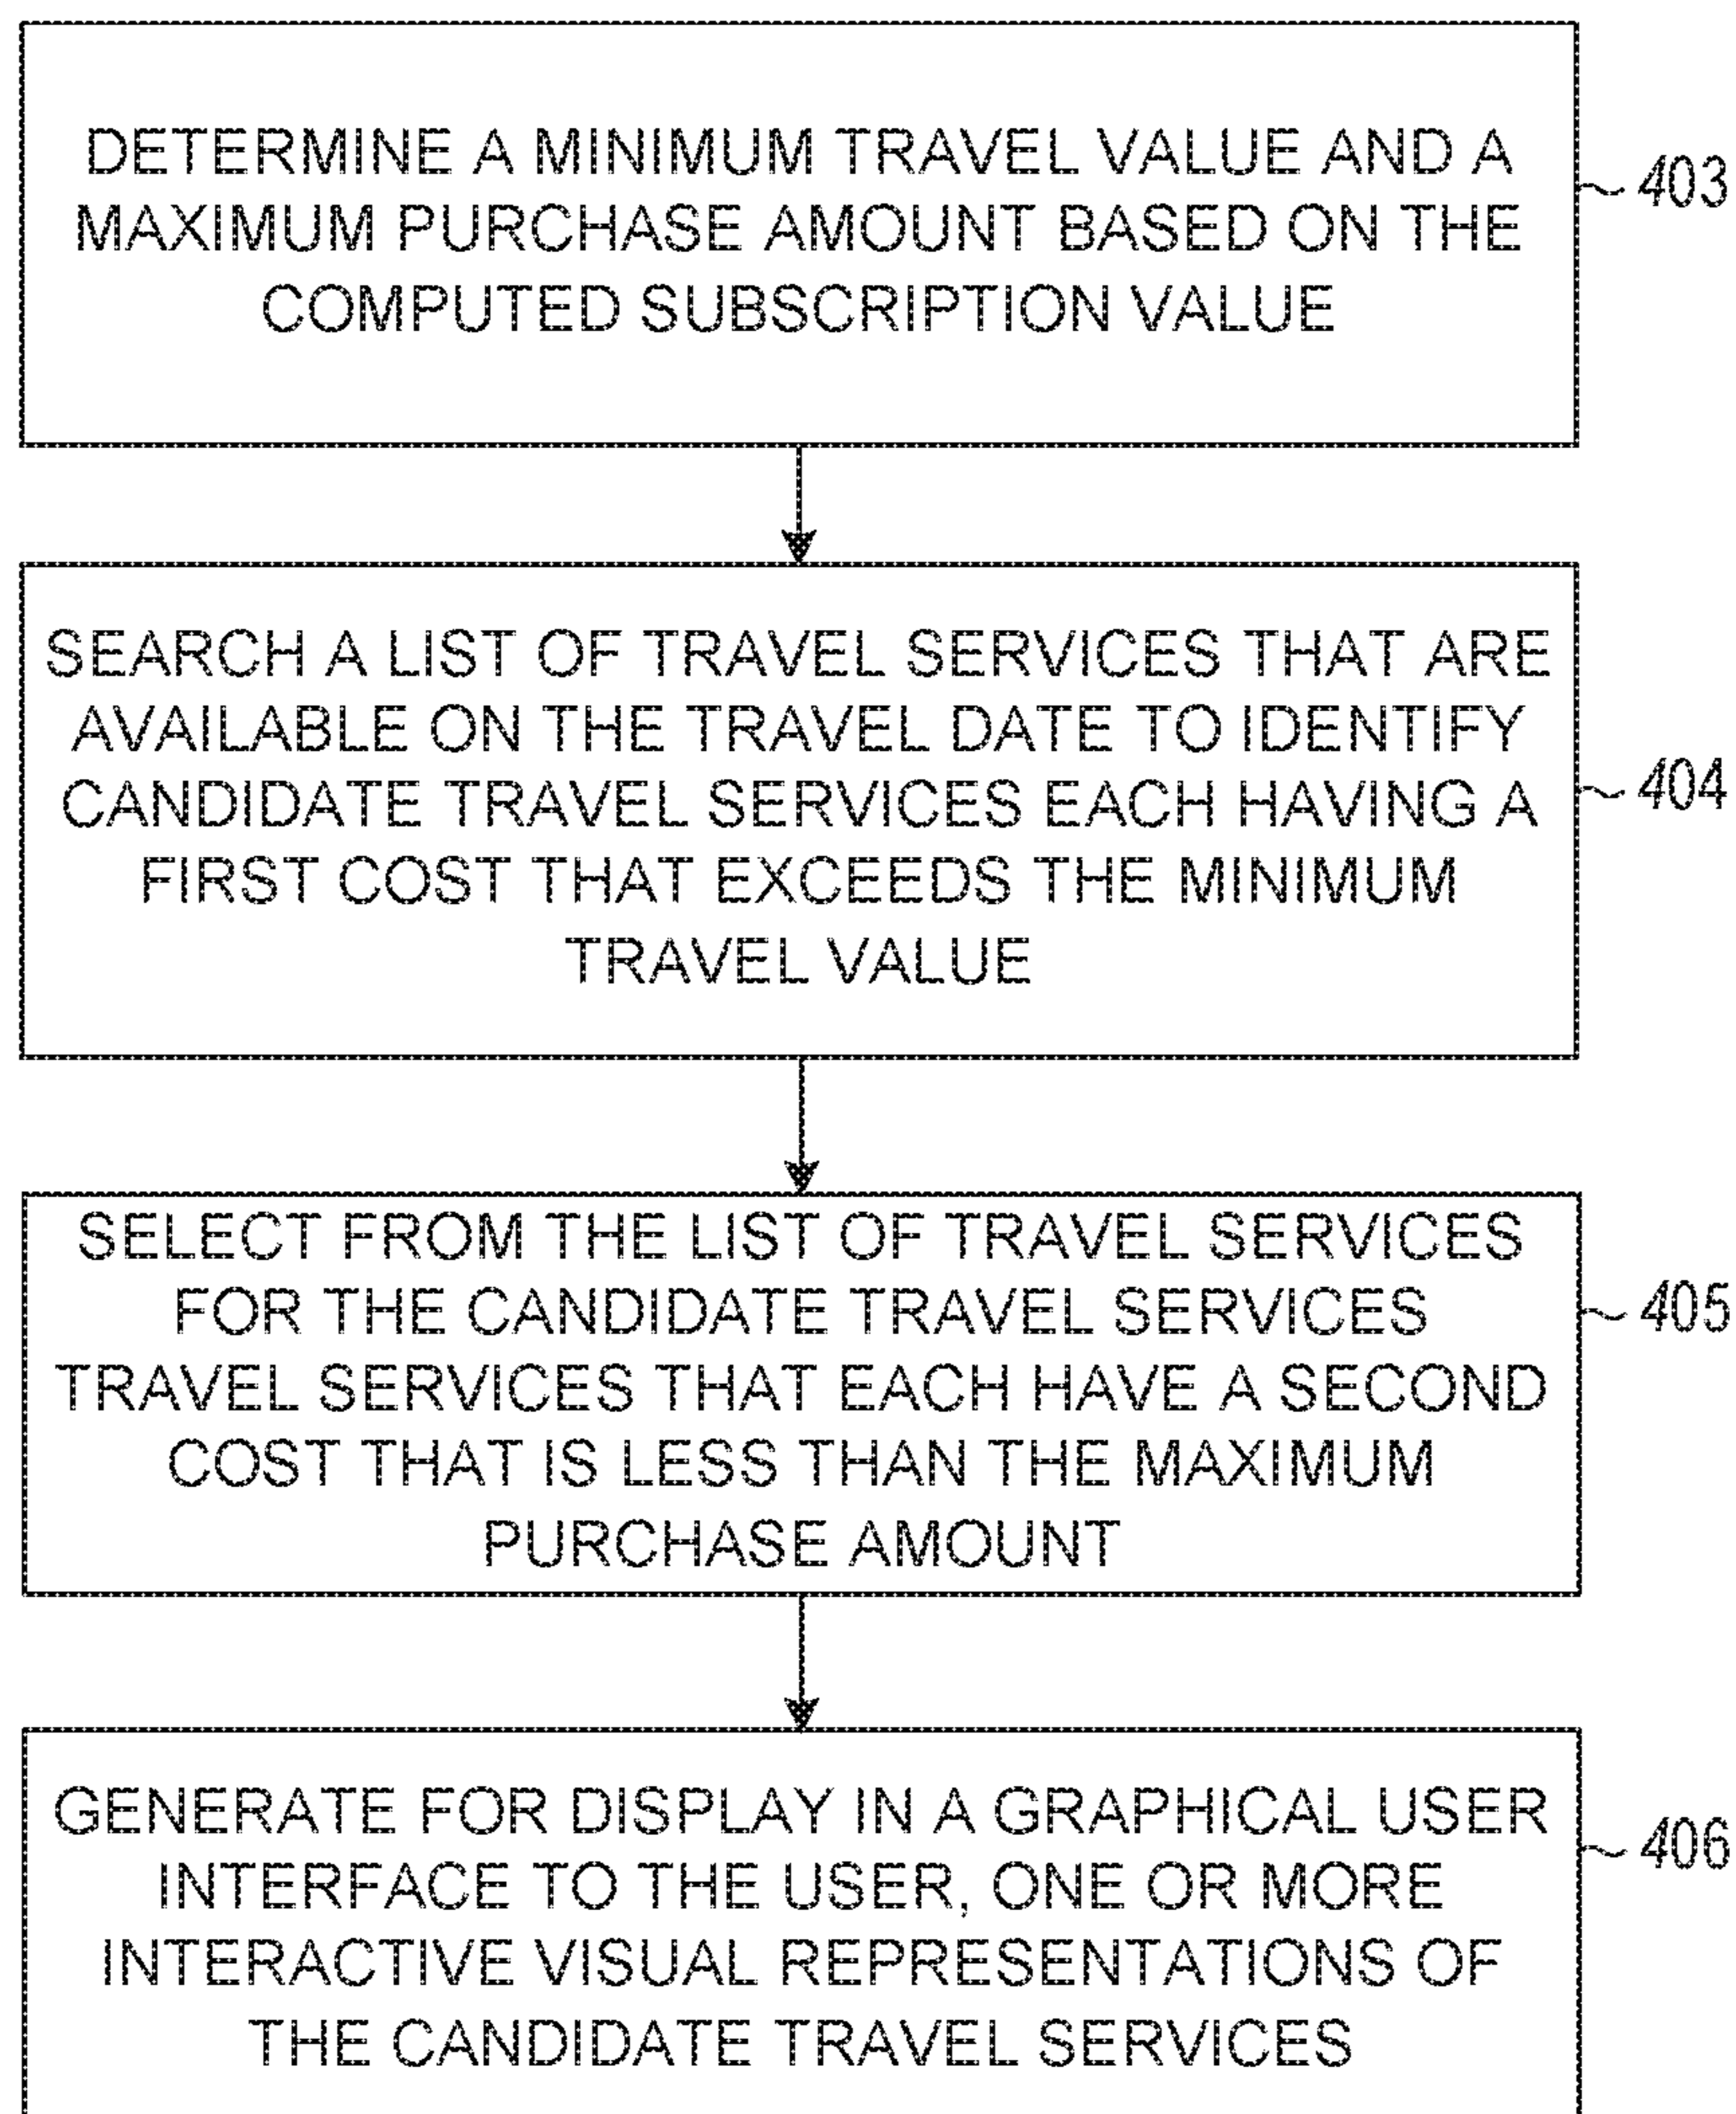 DETERMINE A MINIMUM TRAVEL VALUE AND A
MAXIMUM PURCHASE AMOUNT BASED ON THE
COMPUTED SUBSCRIPTION VALUE
403
SEARCH A LIST OF TRAVEL SERVICES THAT ARE
AVAILABLE ON THE TRAVEL DATE TO IDENTIFY
CANDIDATE TRAVEL SERVICES EACH HAVING A
FIRST COST THAT EXCEEDS THE MINIMUM
TRAVEL VALUE
404
SELECT FROM THE LIST OF TRAVEL SERVICES
FOR THE CANDIDATE TRAVEL SERVICES
TRAVEL SERVICES THAT EACH HAVE A SECOND
COST THAT IS LESS THAN THE MAXIMUM
PURCHASE AMOUNT
405
GENERATE FOR DISPLAY IN A GRAPHICAL USER
INTERFACE TO THE USER, ONE OR MORE
INTERACTIVE VISUAL REPRESENTATIONS OF
THE CANDIDATE TRAVEL SERVICES
406